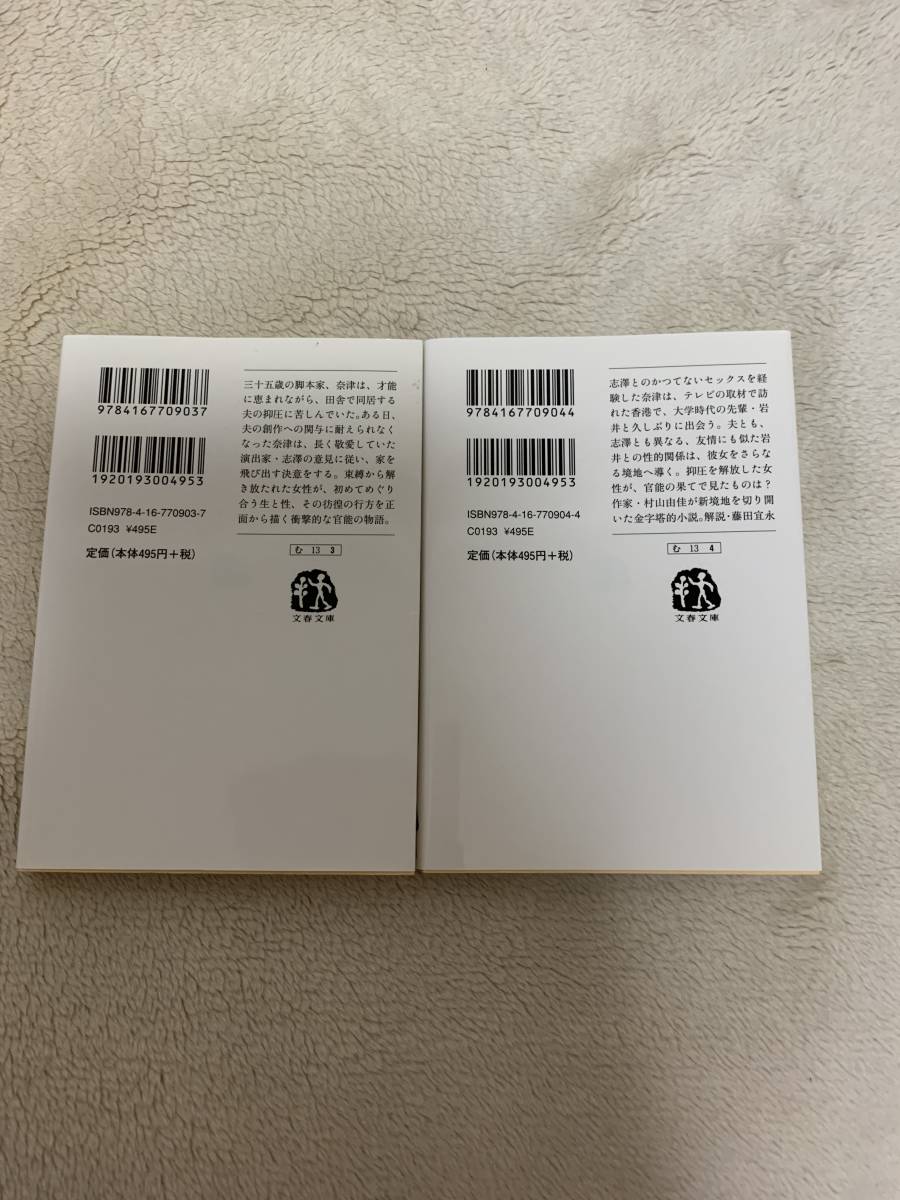 9784167709037
1920193004953
ISBN978-4-16-770903-7
C0193 ¥495E
定価(本体495円+税)
三十五歳の脚本家、奈津は、才能
に恵まれながら、田舎で同居する
夫の抑圧に苦しんでいた。ある日、
夫の創作への関与に耐えられなく
なった奈津は、長く敬愛していた
演出家・志澤の意見に従い、家を
飛び出す決意をする。束縛から解
き放たれた女性が、初めてめぐり
合う生と性、その彷徨の行方を正
面から描く衝撃的な官能の物語。
む 13 3
文春文庫
9784167709044
1920193004953
ISBN978-4-16-770904-4
C0193 ¥495E
定価(本体495円+税)
志澤とのかつてないセックスを経
験した奈津は、テレビの取材で訪
れた香港で、大学時代の先輩・岩
井と久しぶりに出会う。夫とも、
志澤とも異なる、友情にも似た岩
井との性的関係は、彼女をさらな
る境地へ導く。抑圧を解放した女
性が、官能の果てで見たものは?
作家・村山由佳が新境地を切り開
いた金字塔的小説。解説・藤田宜永
む 13 4
文春文庫